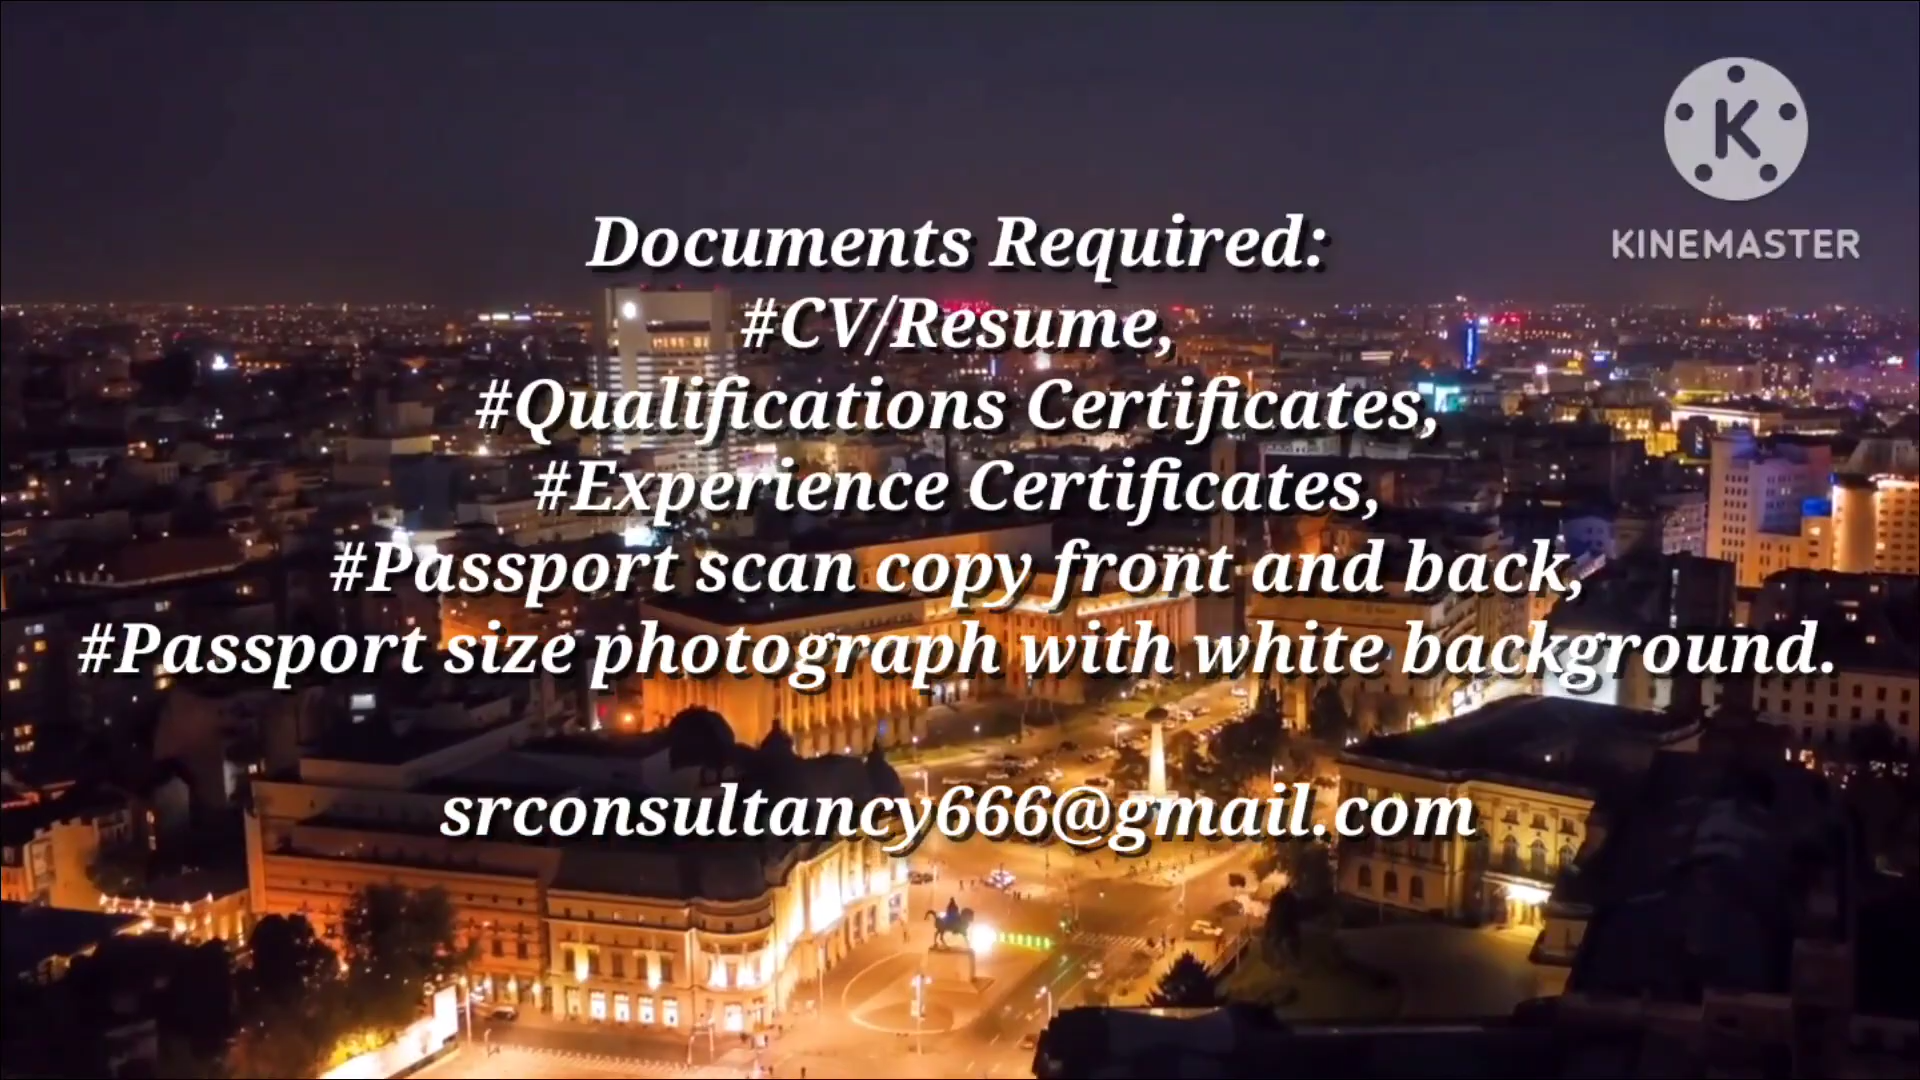 KINEMASTER
Documents Required:
#CV/Resume,
#Qualifications Certificates,
#Experience Certificates,
#Passport scan copy front and back,
#Passport size photograph with white background.
srconsultancy666@gmail.com